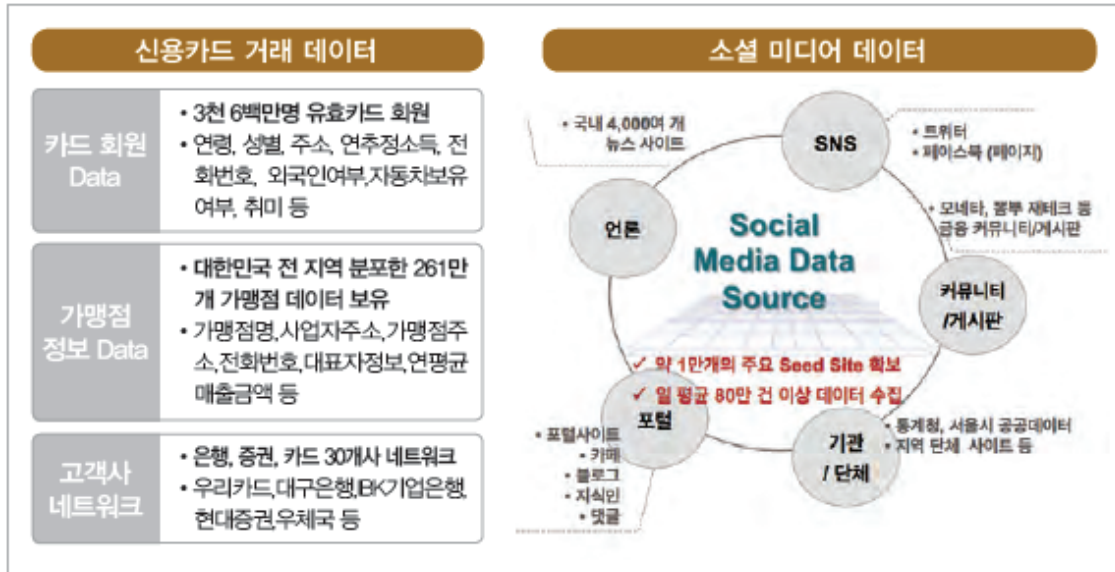 신용카드 거래 데이터
카드 회원
Data
• 3천 6백만명 유효카드 회원
• 연령, 성별, 주소, 연추정소득, 전
화번호, 외국인여부,자동차보유
여부, 취미 등
가맹점
정보 Data
• 대한민국 전 지역 분포한 261만
개 가맹점 데이터 보유
• 가맹점명,사업자주소,가맹점주
소,전화번호,대표자정보,연평균
매출금액 등
고객사
네트워크
• 은행, 증권, 카드 30개사 네트워크
• 우리카드,대구은행,IBK기업은행,
현대증권,우체국 등
소셜 미디어 데이터
• 국내 4,000여 개
뉴스 사이트
SNS
• 트위터
• 페이스북 (페이지)
언론
• 모네타, 뽐뿌 재테크 등
금융 커뮤니티/게시판
Social
Media Data
Source
커뮤니티
/게시판
✓ 약 1만개의 주요 Seed Site 확보
✓ 일 평균 80만 건 이상 데이터 수집
포털
• 포털사이트
• 카페
• 블로그
• 지식인
• 댓글
기관
/ 단체
• 통계청, 서울시 공공데이터
• 지역 단체 사이트 등